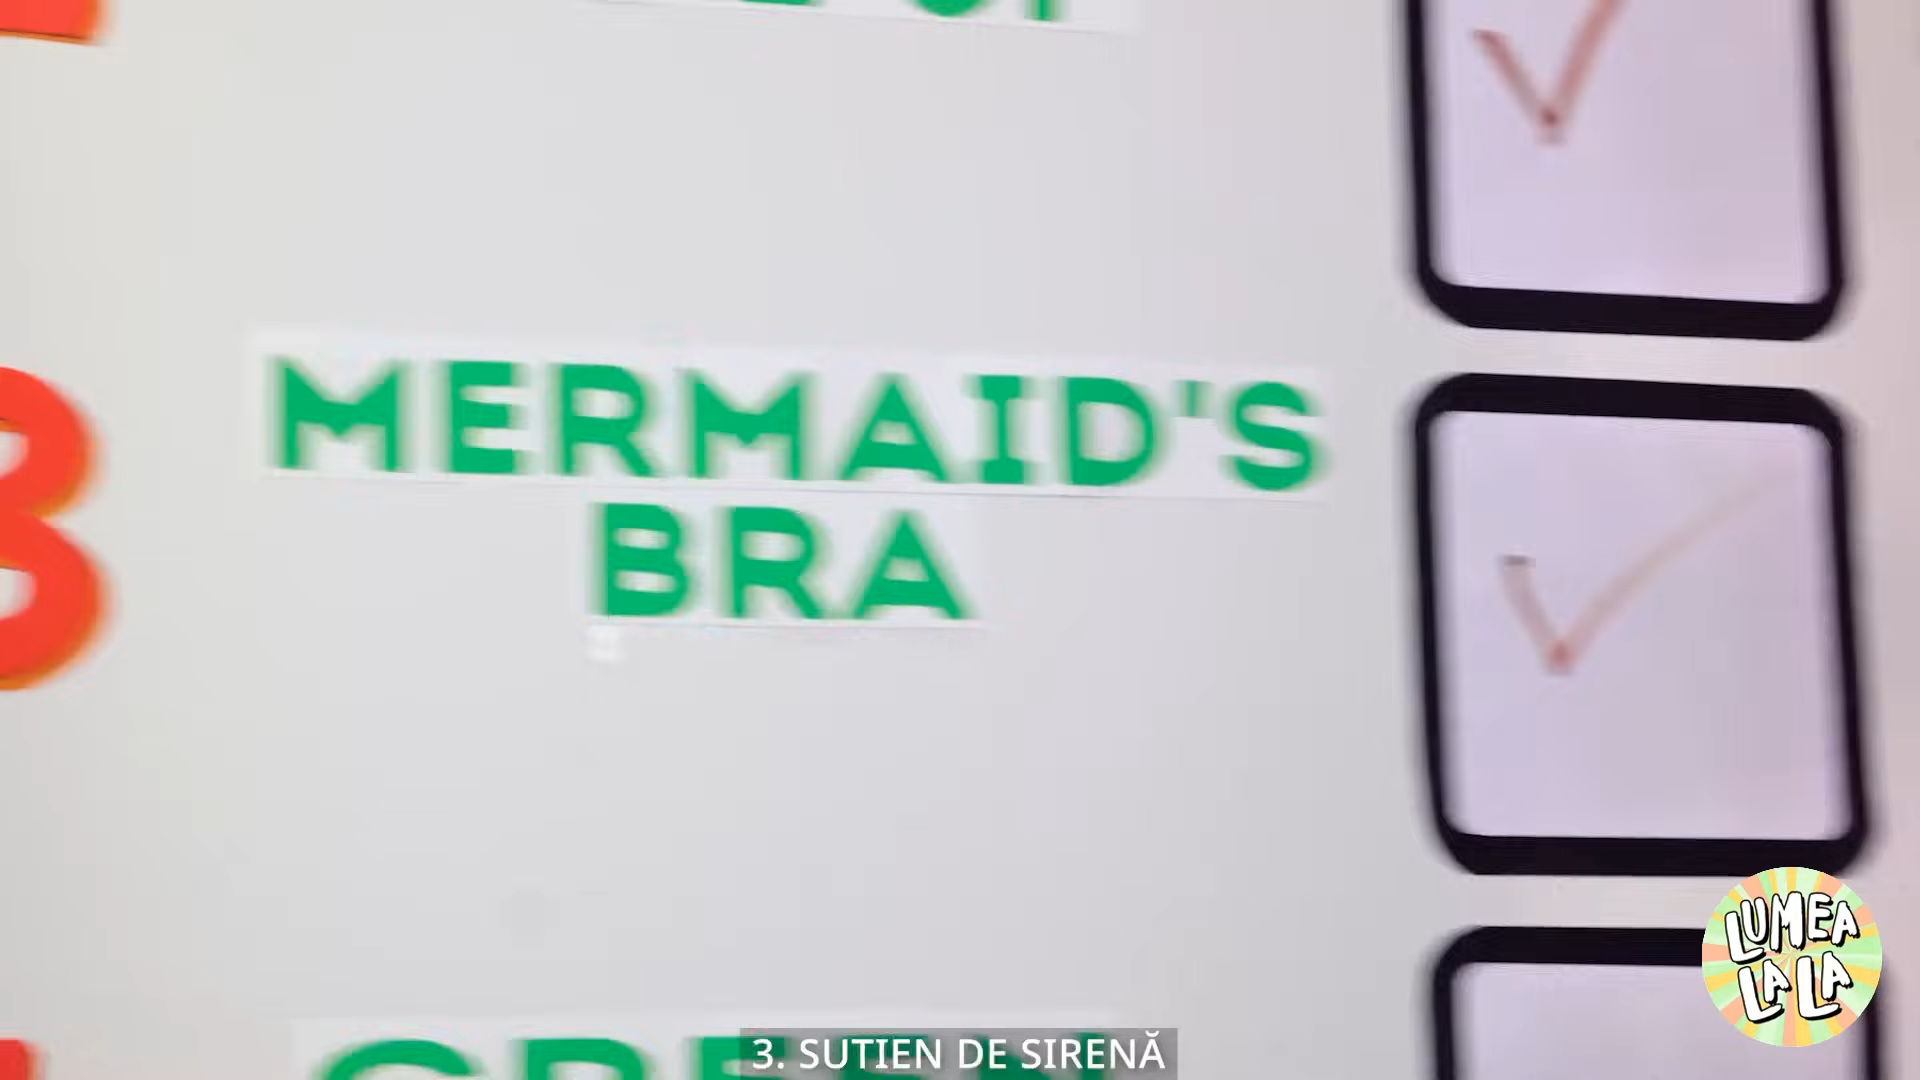 MERMAID'S
BRA
3. SUTIEN DE SIRENĂ
LUMEA
LA LA